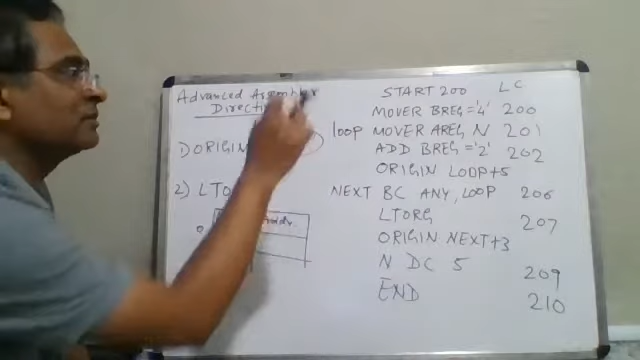 Advanced Assembler
Directi
1) ORIGIN
2) LTO
START 200 LC
MOVER BREG ='4' 200
loop MOVER AREG, N 201
ADD BREG ='2' 202
ORIGIN LOOP+5
NEXT BC ANY, LOOP 206
LTORG 207
ORIGIN NEXT+3
N DC 5 209
END 210